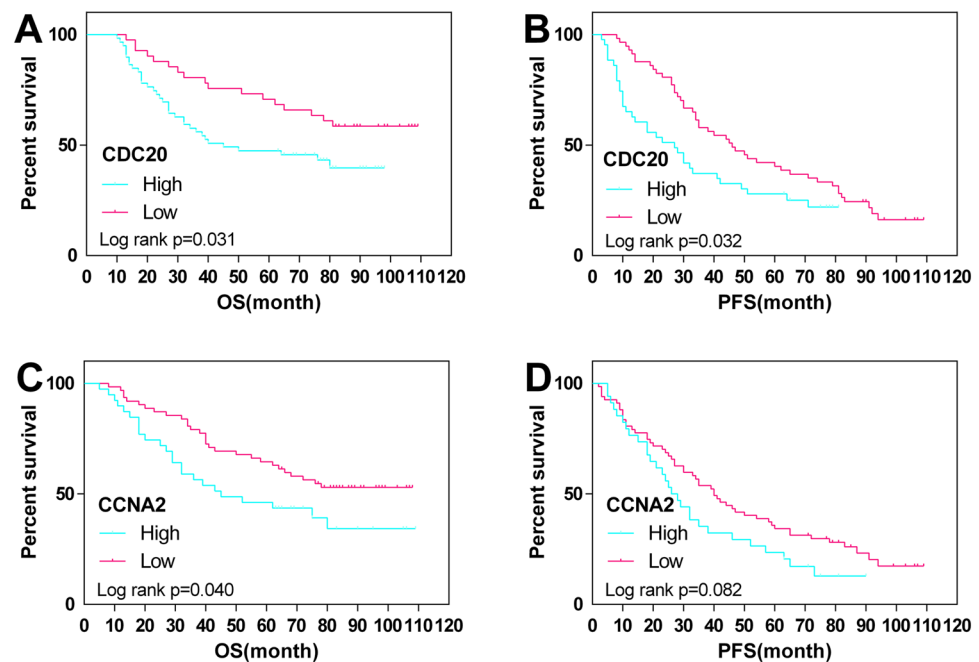 A
Percent survival
100
50
0
CDC20
High
Low
Log rank p=0.031
0 10 20 30 40 50 60 70 80 90 100 110 120
OS(month)
B
Percent survival
100
50
0
CDC20
High
Low
Log rank p=0.032
0 10 20 30 40 50 60 70 80 90 100 110 120
PFS(month)
C
Percent survival
100
50
0
CCNA2
High
Low
Log rank p=0.040
0 10 20 30 40 50 60 70 80 90 100 110 120
OS(month)
D
Percent survival
100
50
0
CCNA2
High
Low
Log rank p=0.082
0 10 20 30 40 50 60 70 80 90 100 110 120
PFS(month)